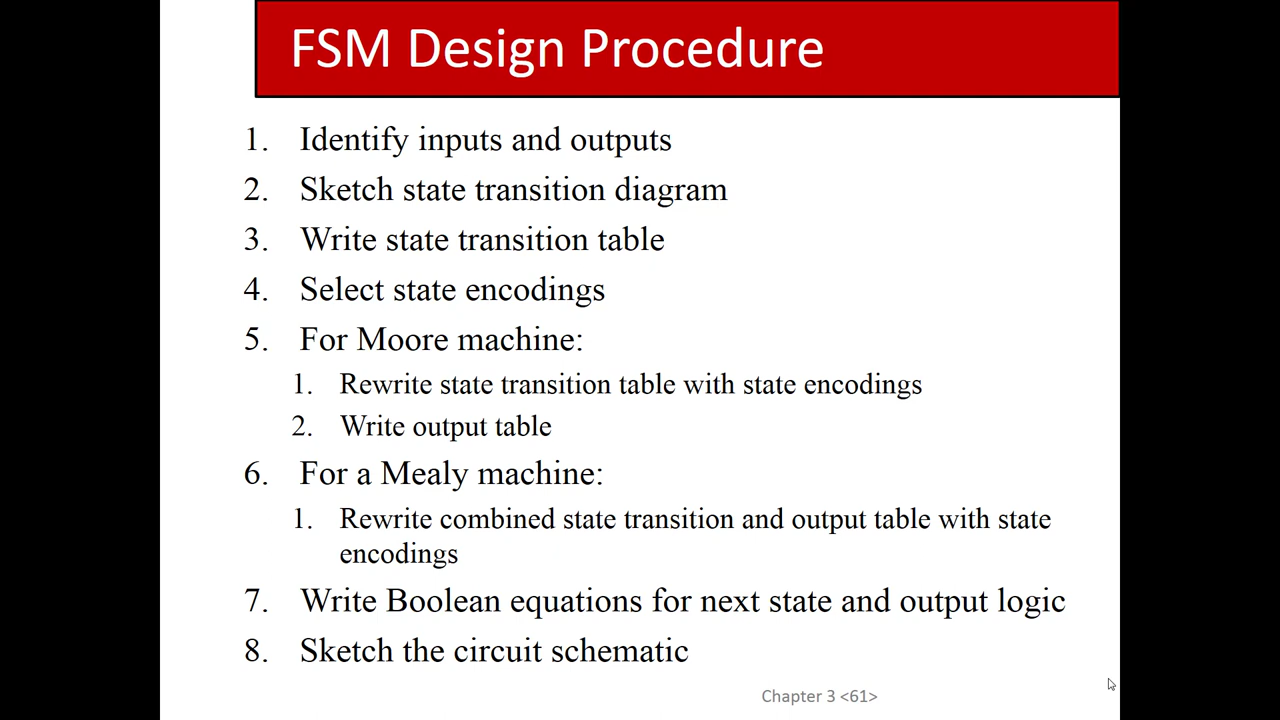 FSM Design Procedure
1. Identify inputs and outputs
2. Sketch state transition diagram
3. Write state transition table
4. Select state encodings
5. For Moore machine:
1. Rewrite state transition table with state encodings
2. Write output table
6. For a Mealy machine:
1. Rewrite combined state transition and output table with state
encodings
7. Write Boolean equations for next state and output logic
8. Sketch the circuit schematic
Chapter 3 <61>